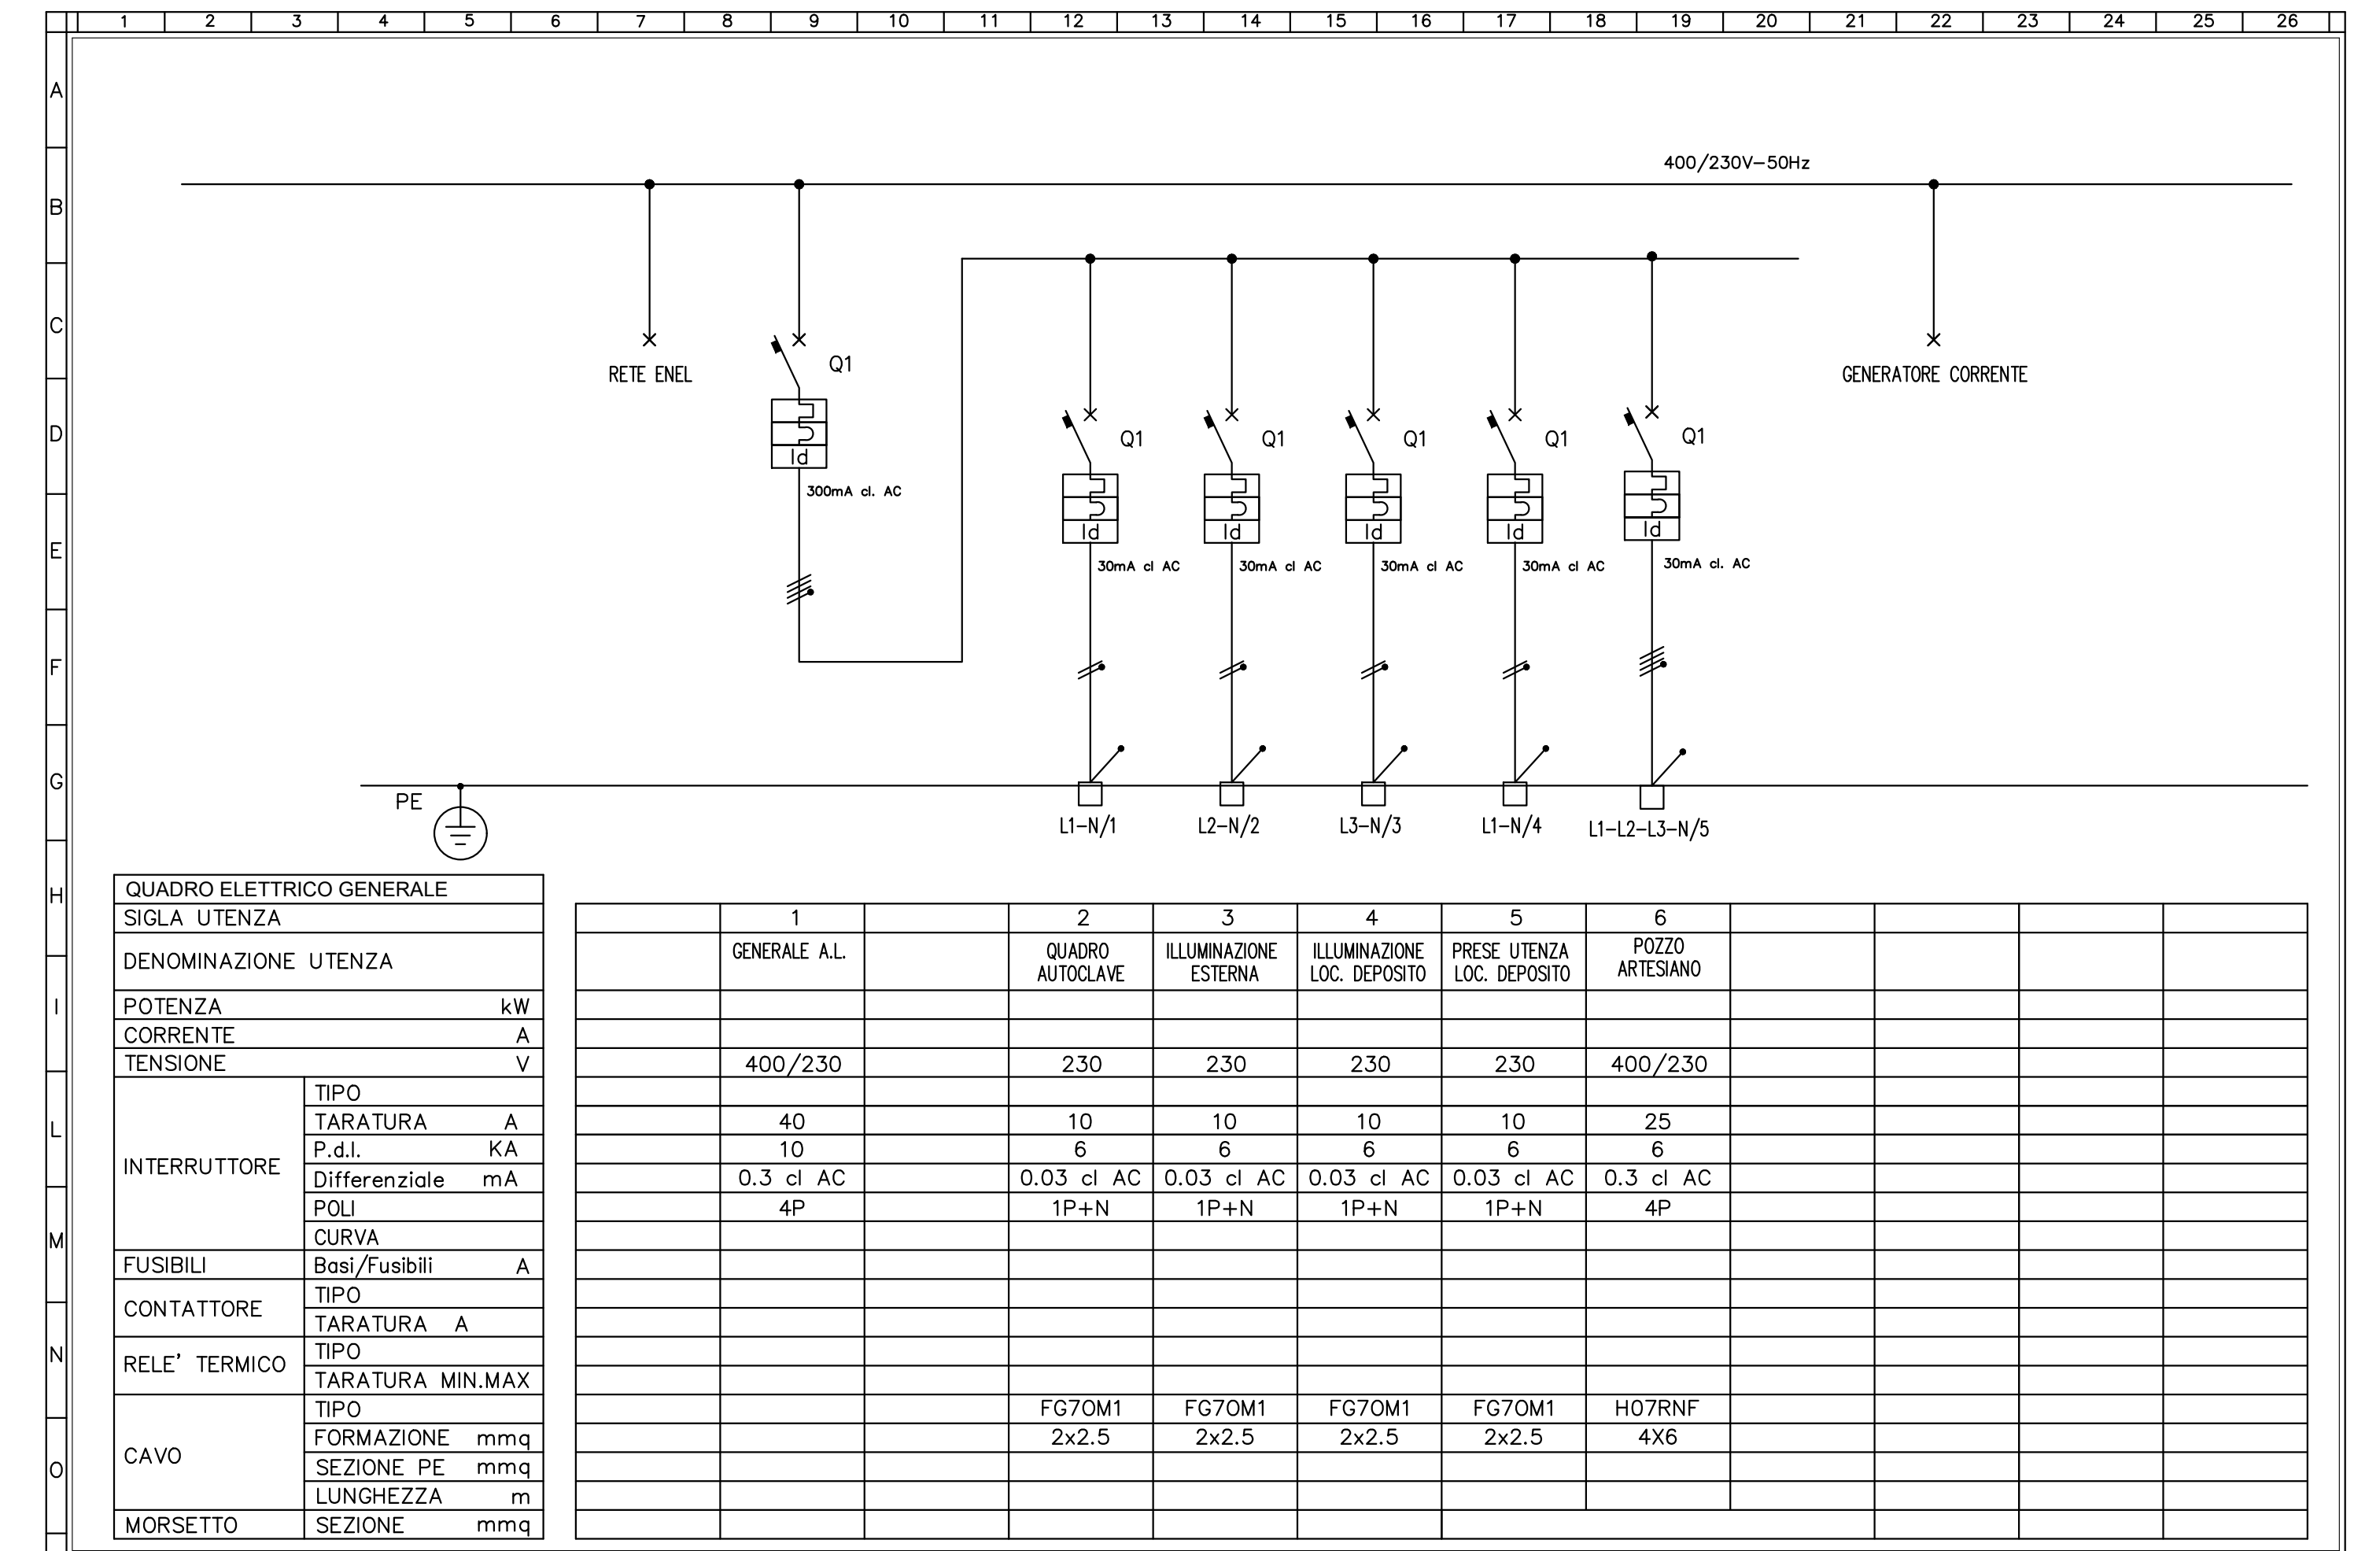 1 2 3 4 5 6 7 8 9 10 11 12 13 14 15 16 17 18 19 20 21 22 23 24 25 26
A
B
C
D
E
F
G
H
I
L
M
N
O
400/230V-50Hz
RETE ENEL
Q1
GENERATORE CORRENTE
Id
300mA cl. AC
Q1 Q1 Q1 Q1 Q1
Id Id Id Id Id
30mA cl AC 30mA cl AC 30mA cl AC 30mA cl AC 30mA cl. AC
PE
L1-N/1 L2-N/2 L3-N/3 L1-N/4 L1-L2-L3-N/5
QUADRO ELETTRICO GENERALE
SIGLA UTENZA 1 2 3 4 5 6
DENOMINAZIONE UTENZA
GENERALE A.L.
QUADRO
AUTOCLAVE
ILLUMINAZIONE
ESTERNA
ILLUMINAZIONE
LOC. DEPOSITO
PRESE UTENZA
LOC. DEPOSITO
POZZO
ARTESIANO
POTENZA kW
CORRENTE A
TENSIONE V 400/230 230 230 230 230 400/230
INTERRUTTORE
TIPO
TARATURA A 40 10 10 10 10 25
P.d.I. KA 10 6 6 6 6 6
Differenziale mA 0.3 cl AC 0.03 cl AC 0.03 cl AC 0.03 cl AC 0.03 cl AC 0.3 cl AC
POLI 4P 1P+N 1P+N 1P+N 1P+N 4P
CURVA
FUSIBILI Basi/Fusibili A
CONTATTORE
TIPO
TARATURA A
RELE' TERMICO
TIPO
TARATURA MIN.MAX
CAVO
TIPO FG7OM1 FG7OM1 FG7OM1 FG7OM1 H07RNF
FORMAZIONE mmq 2x2.5 2x2.5 2x2.5 2x2.5 4X6
SEZIONE PE mmq
LUNGHEZZA m
MORSETTO SEZIONE mmq